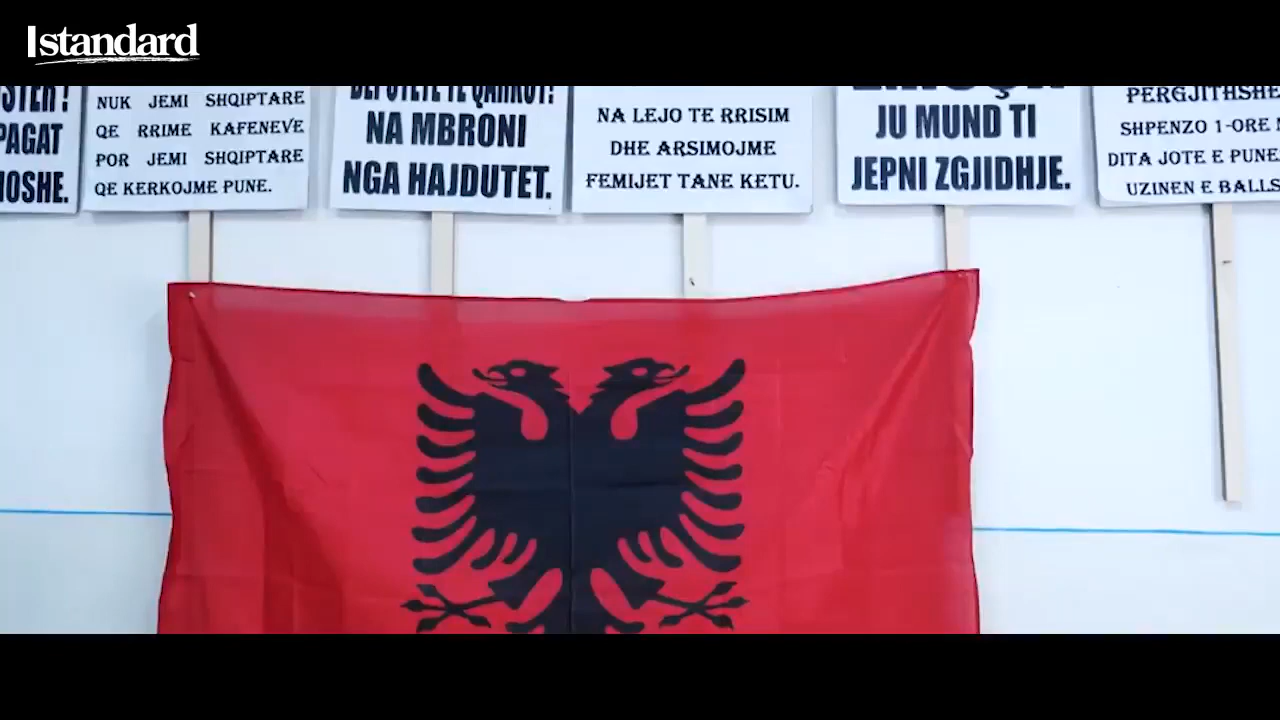 Istandard
PAGAT
NUK JEMI SHQIPTARE
QE RRIME KAFENEVE
POR JEMI SHQIPTARE
QE KERKOJME PUNE.
NA MBRONI
NGA HAJDUTET.
NA LEJO TE RRISIM
DHE ARSIMOJME
FEMIJET TANE KETU.
JU MUND TI
JEPNI ZGJIDHJE.
PERGJITHSHE
SHPENZO 1-ORE
DITA JOTE E PUNE
UZINEN E BALLS